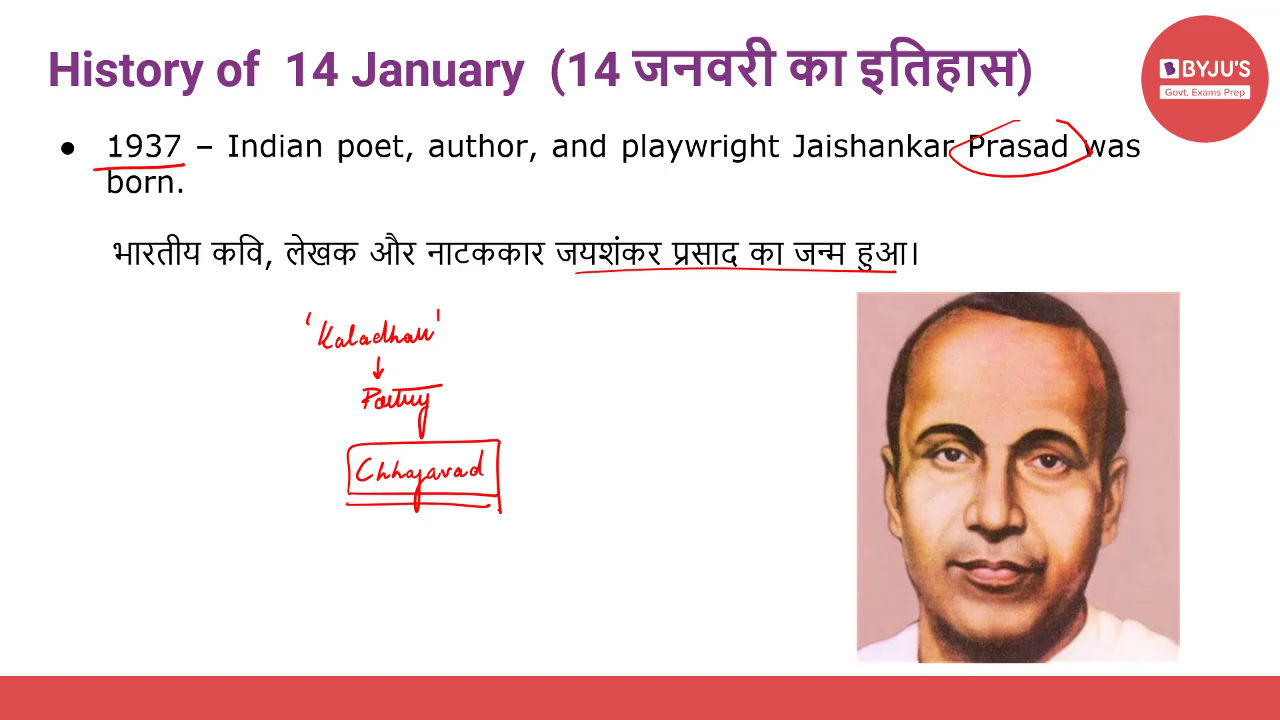 History of 14 January (14 जनवरी का इतिहास)
BYJU'S
Govt. Exams Prep
● 1937 – Indian poet, author, and playwright Jaishankar Prasad was
born.
भारतीय कवि, लेखक और नाटककार जयशंकर प्रसाद का जन्म हुआ।
'Kaladhar'
↓
Poetry
Chhayavad